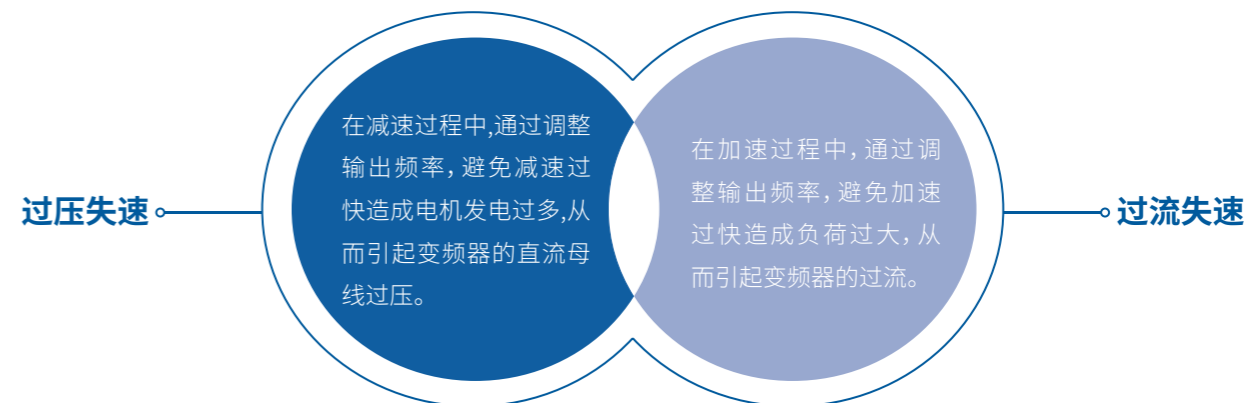 过压失速
在减速过程中,通过调整
输出频率，避免减速过
快造成电机发电过多,从
而引起变频器的直流母
线过压。
在加速过程中，通过调
整输出频率，避免加速
过快造成负荷过大，从
而引起变频器的过流。
过流失速